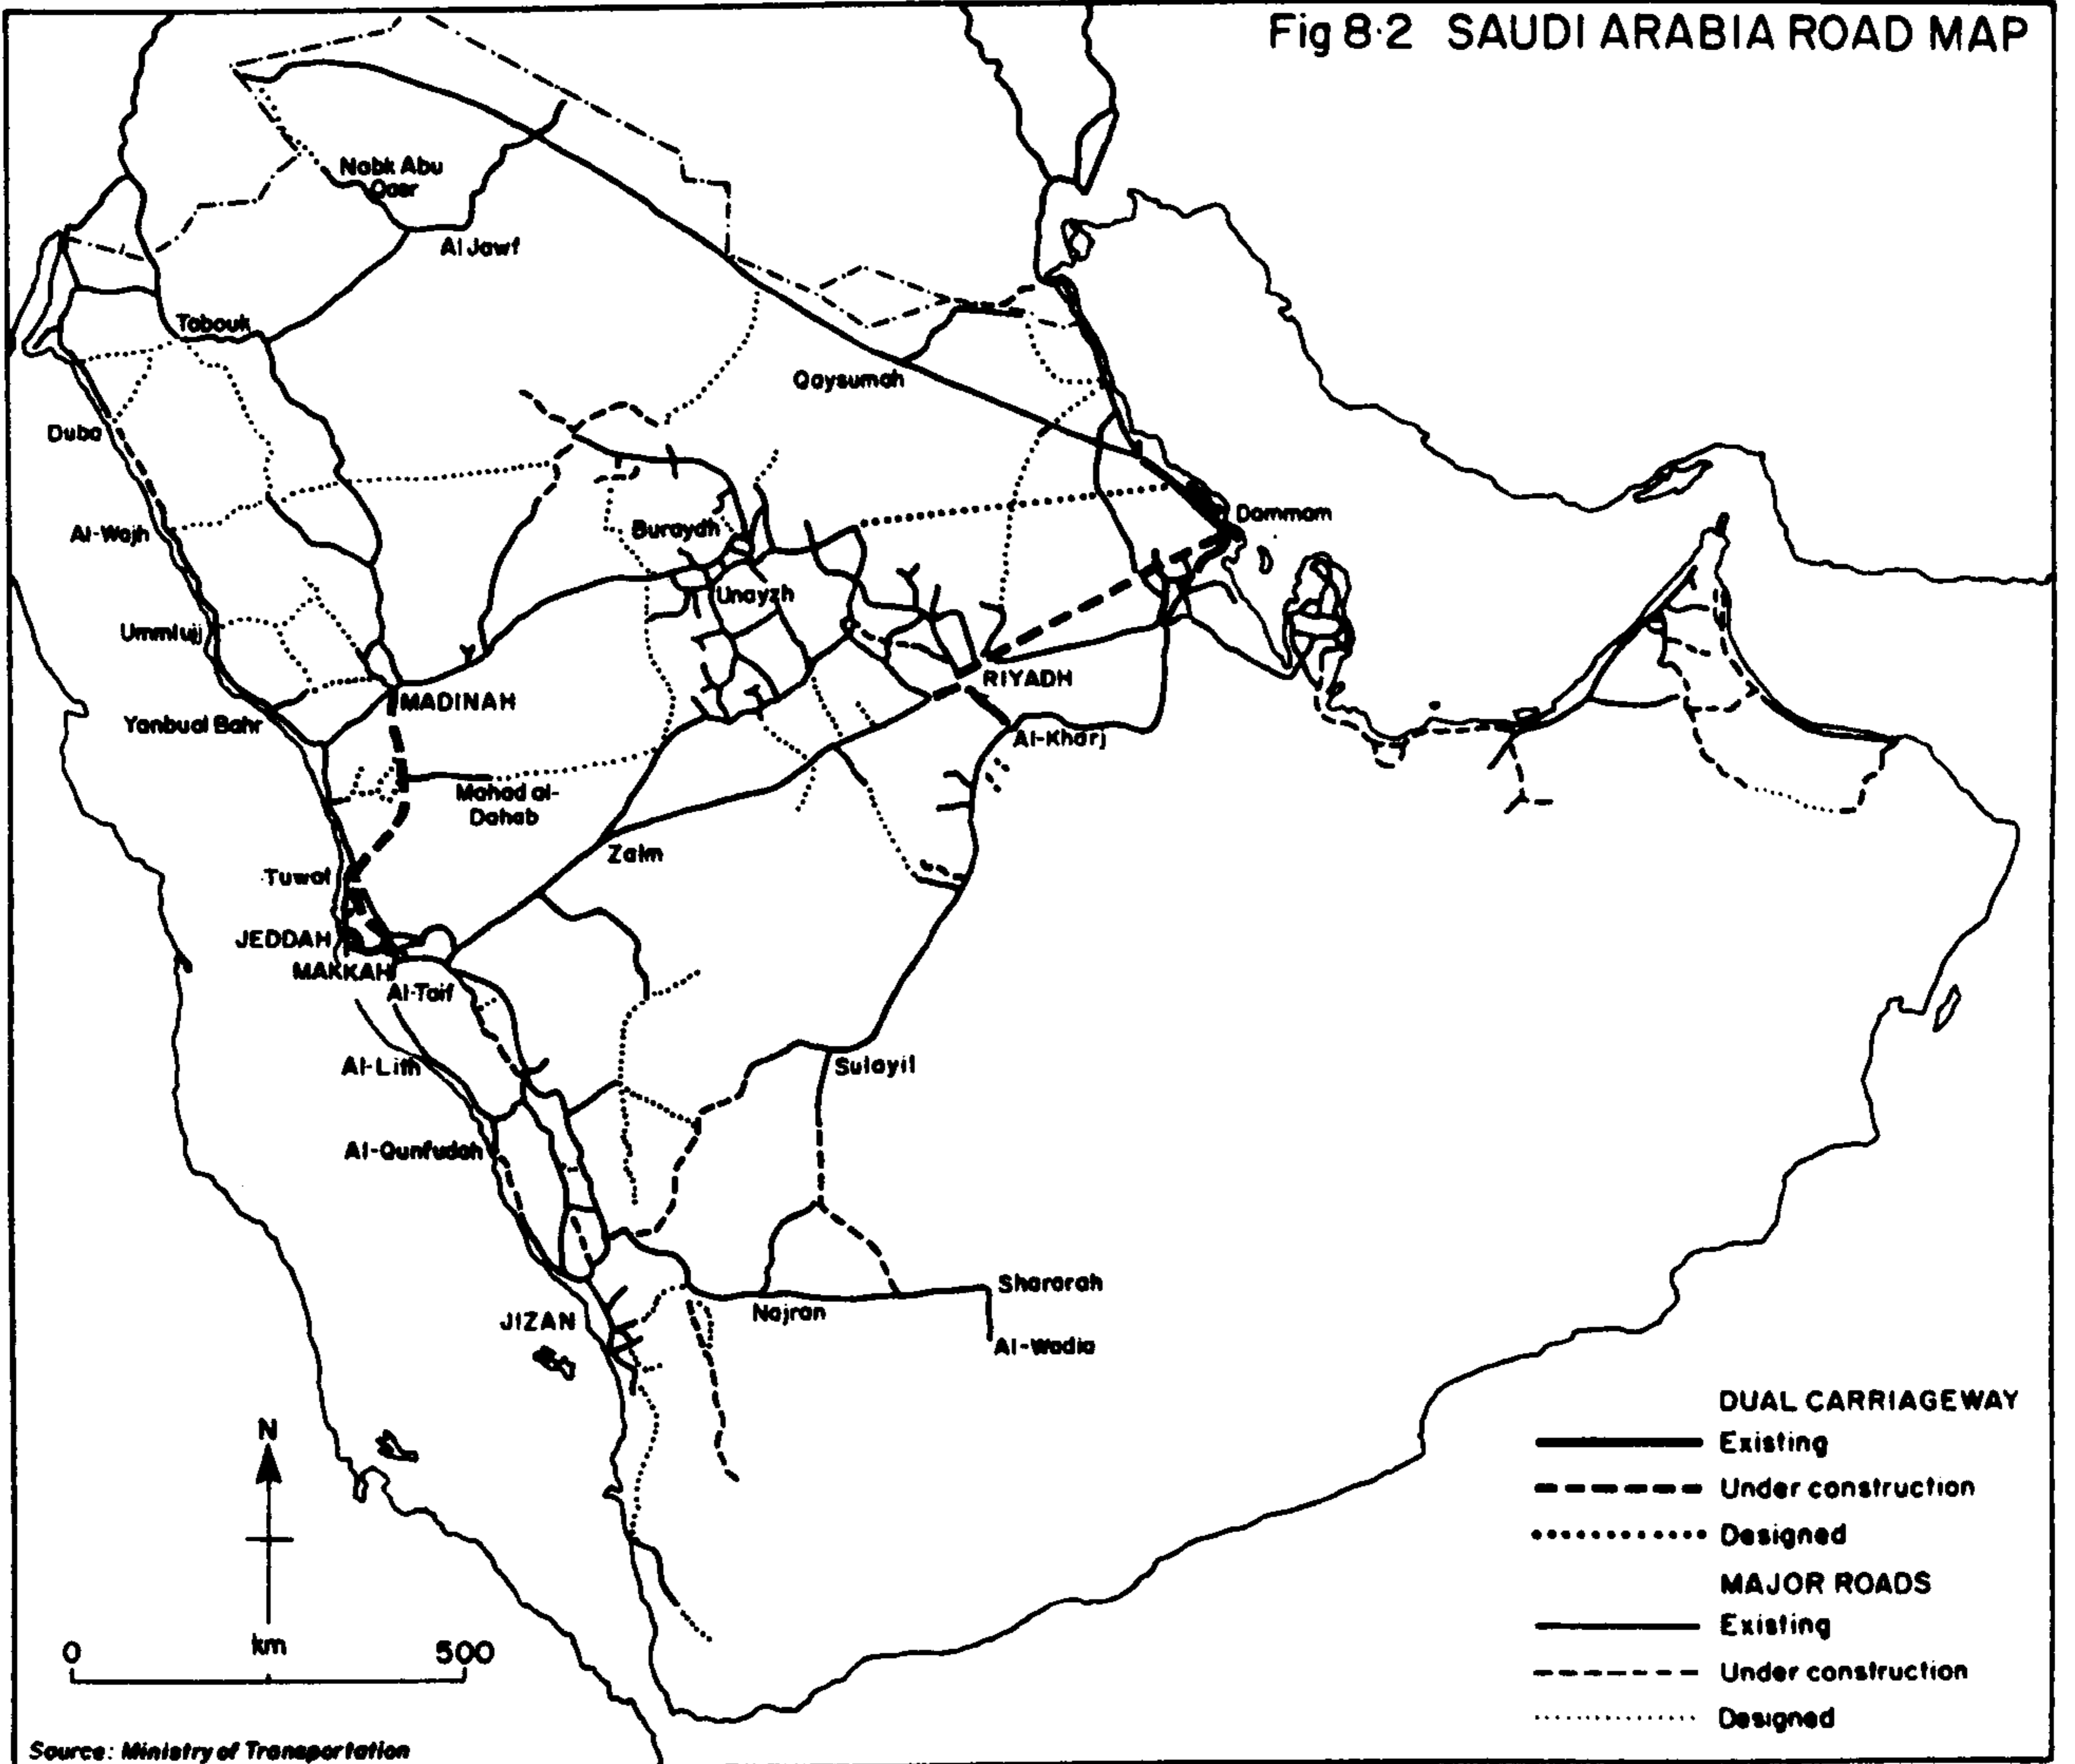 Fig 8·2 SAUDI ARABIA ROAD MAP
Nabk Abu
Qasr
Al Jawf
Tabouk
Qaysumah
Duba
Al-Wajh
Buraydh
Dammam
Unayzh
Ummlujj
RIYADH
MADINAH
Yanbual Bahr
Al-Kharj
Mahad al-
Dahab
Zalm
Tuwal
JEDDAH
MAKKAH
Al-Taif
Al-Lith
Sulayil
Al-Qunfudah
Shararah
Najran
JIZAN
Al-Wadia
DUAL CARRIAGEWAY
Existing
Under construction
Designed
MAJOR ROADS
Existing
Under construction
Designed
N
0 km 500
Source: Ministry of Transportation